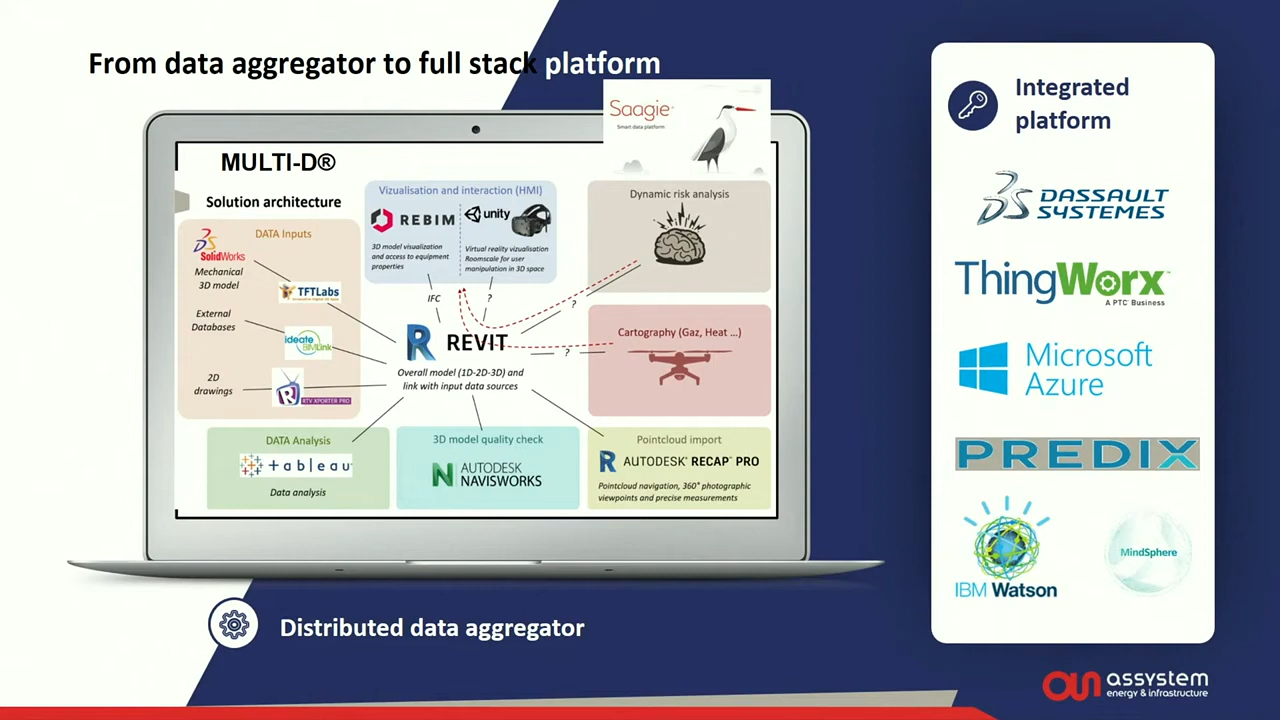 From data aggregator to full stack platform
Saagie
Smart data platform
MULTI-D®
Solution architecture
DATA Inputs
SolidWorks
Mechanical
3D model
TFTLabs
External
Databases
ideate
BIMLink
2D
drawings
R
RTV XPORTER PRO
Vizualisation and interaction (HMI)
REBIM
3D model visualization
and access to equipment
properties
unity
Virtual reality vizualisation
Roomscale for user
manipulation in 3D space
Dynamic risk analysis
IFC
?
?
?
R REVIT
Overall model (1D-2D-3D) and
link with input data sources
Cartography (Gaz, Heat ...)
DATA Analysis
tableau
Data analysis
3D model quality check
N AUTODESK
NAVISWORKS
Pointcloud import
R AUTODESK® RECAP™ PRO
Pointcloud navigation, 360° photographic
viewpoints and precise measurements
Distributed data aggregator
Integrated
platform
DASSAULT
SYSTEMES
ThingWorx™
A PTC Business
Microsoft
Azure
PREDIX
IBM Watson
MindSphere
assystem
energy & infrastructure